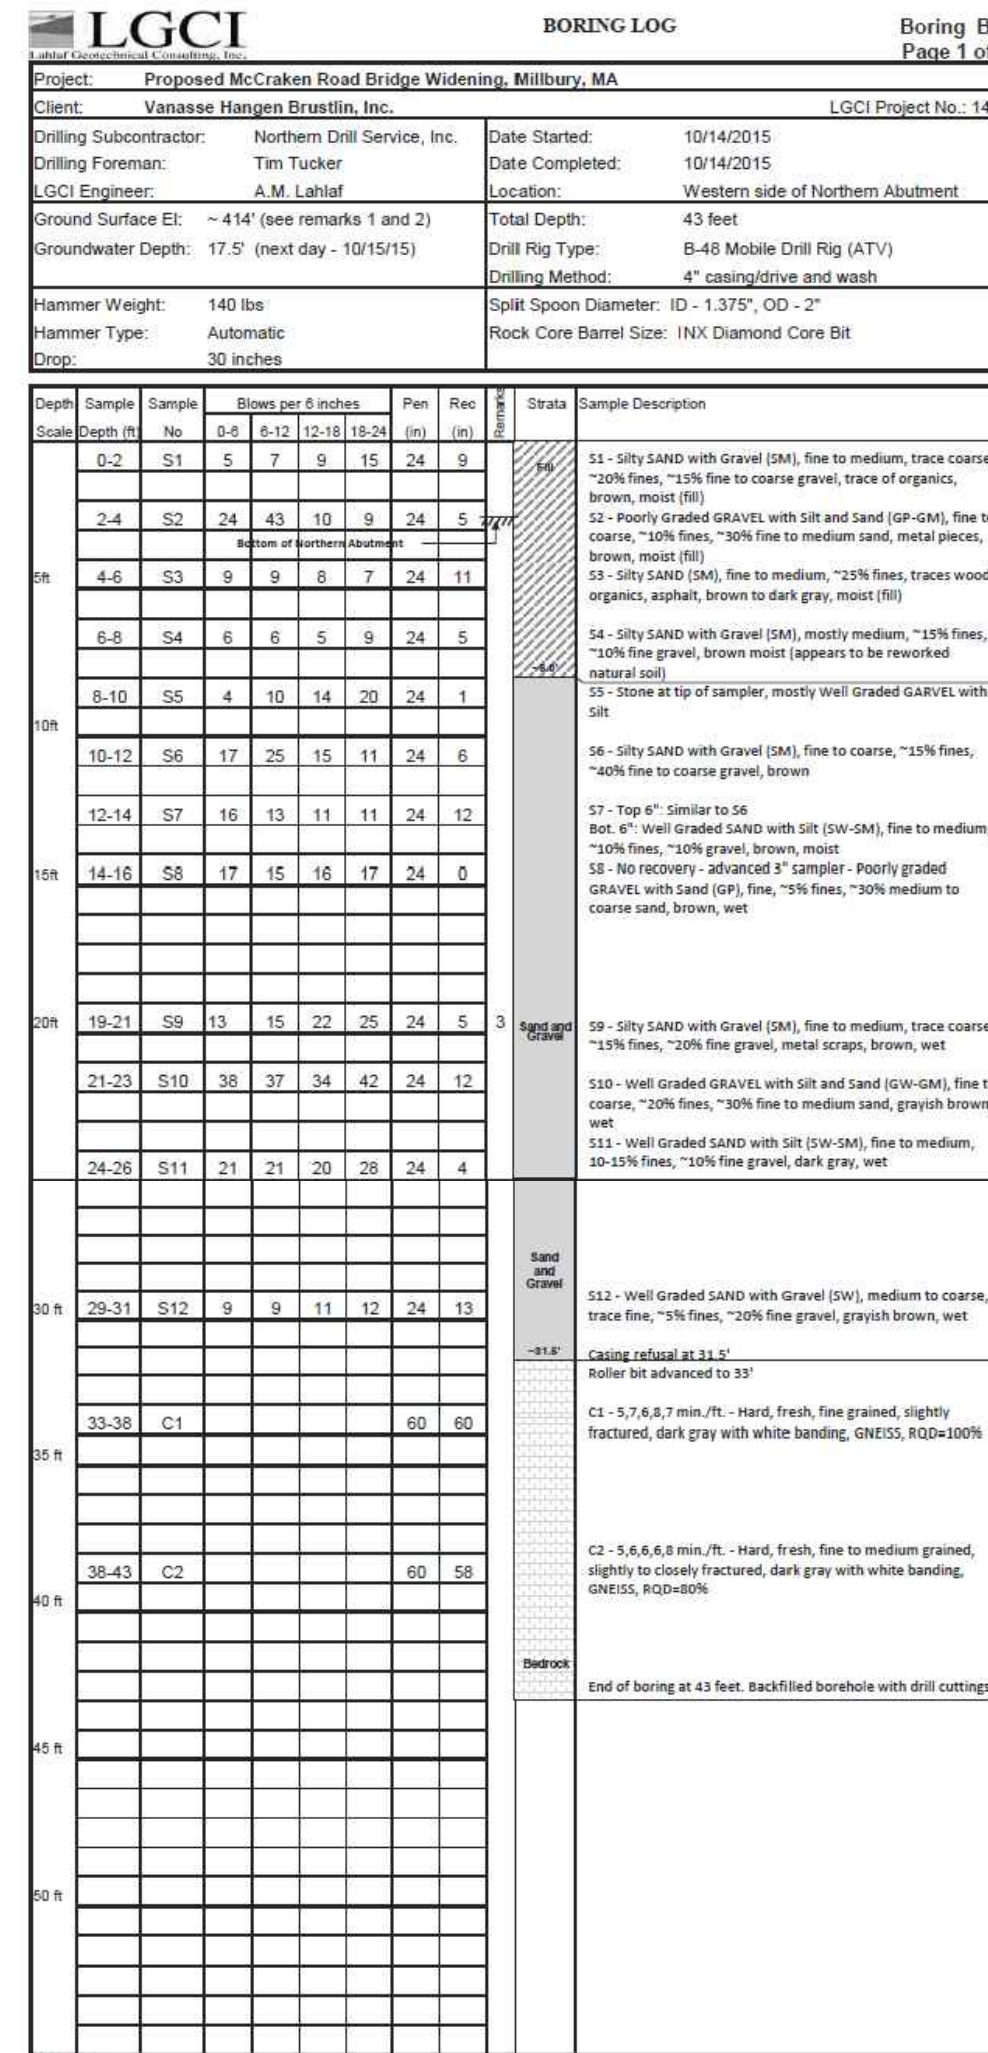 LGCI
Lahlaf Geotechnical Consulting, Inc.
BORING LOG
Boring B
Page 1 of
Project: Proposed McCraken Road Bridge Widening, Millbury, MA
Client: Vanasse Hangen Brustlin, Inc. LGCI Project No.: 14
Drilling Subcontractor: Northern Drill Service, Inc. Date Started: 10/14/2015
Drilling Foreman: Tim Tucker Date Completed: 10/14/2015
LGCI Engineer: A.M. Lahlaf Location: Western side of Northern Abutment
Ground Surface El: ~ 414' (see remarks 1 and 2) Total Depth: 43 feet
Groundwater Depth: 17.5' (next day - 10/15/15) Drill Rig Type: B-48 Mobile Drill Rig (ATV)
Drilling Method: 4" casing/drive and wash
Hammer Weight: 140 lbs Split Spoon Diameter: ID - 1.375", OD - 2"
Hammer Type: Automatic Rock Core Barrel Size: INX Diamond Core Bit
Drop: 30 inches
Depth Sample Sample Blows per 6 inches Pen Rec Remarks Strata Sample Description
Scale Depth (ft) No 0-6 6-12 12-18 18-24 (in) (in)
0-2 S1 5 7 9 15 24 9 Fill S1 - Silty SAND with Gravel (SM), fine to medium, trace coarse
~20% fines, ~15% fine to coarse gravel, trace of organics,
brown, moist (fill)
2-4 S2 24 43 10 9 24 5 S2 - Poorly Graded GRAVEL with Silt and Sand (GP-GM), fine to
Bottom of Northern Abutment coarse, ~10% fines, ~30% fine to medium sand, metal pieces,
brown, moist (fill)
5ft 4-6 S3 9 9 8 7 24 11 S3 - Silty SAND (SM), fine to medium, ~25% fines, traces wood
organics, asphalt, brown to dark gray, moist (fill)
6-8 S4 6 6 5 9 24 5 S4 - Silty SAND with Gravel (SM), mostly medium, ~15% fines,
~10% fine gravel, brown moist (appears to be reworked
~8.0' natural soil)
8-10 S5 4 10 14 20 24 1 S5 - Stone at tip of sampler, mostly Well Graded GARVEL with
Silt
10ft
10-12 S6 17 25 15 11 24 6 S6 - Silty SAND with Gravel (SM), fine to coarse, ~15% fines,
~40% fine to coarse gravel, brown
12-14 S7 16 13 11 11 24 12 S7 - Top 6": Similar to S6
Bot. 6": Well Graded SAND with Silt (SW-SM), fine to medium
~10% fines, ~10% gravel, brown, moist
15ft 14-16 S8 17 15 16 17 24 0 S8 - No recovery - advanced 3" sampler - Poorly graded
GRAVEL with Sand (GP), fine, ~5% fines, ~30% medium to
coarse sand, brown, wet
20ft 19-21 S9 13 15 22 25 24 5 3 Sand and S9 - Silty SAND with Gravel (SM), fine to medium, trace coarse
Gravel ~15% fines, ~20% fine gravel, metal scraps, brown, wet
21-23 S10 38 37 34 42 24 12 S10 - Well Graded GRAVEL with Silt and Sand (GW-GM), fine t
coarse, ~20% fines, ~30% fine to medium sand, grayish brown
wet
S11 - Well Graded SAND with Silt (SW-SM), fine to medium,
24-26 S11 21 21 20 28 24 4 10-15% fines, ~10% fine gravel, dark gray, wet
Sand
and
Gravel
30 ft 29-31 S12 9 9 11 12 24 13 S12 - Well Graded SAND with Gravel (SW), medium to coarse,
trace fine, ~5% fines, ~20% fine gravel, grayish brown, wet
~31.5' Casing refusal at 31.5'
Roller bit advanced to 33'
33-38 C1 60 60 C1 - 5,7,6,8,7 min./ft. - Hard, fresh, fine grained, slightly
fractured, dark gray with white banding, GNEISS, RQD=100%
35 ft
38-43 C2 60 58 C2 - 5,6,6,6,8 min./ft. - Hard, fresh, fine to medium grained,
slightly to closely fractured, dark gray with white banding,
GNEISS, RQD=80%
40 ft
Bedrock
End of boring at 43 feet. Backfilled borehole with drill cuttings
45 ft
50 ft